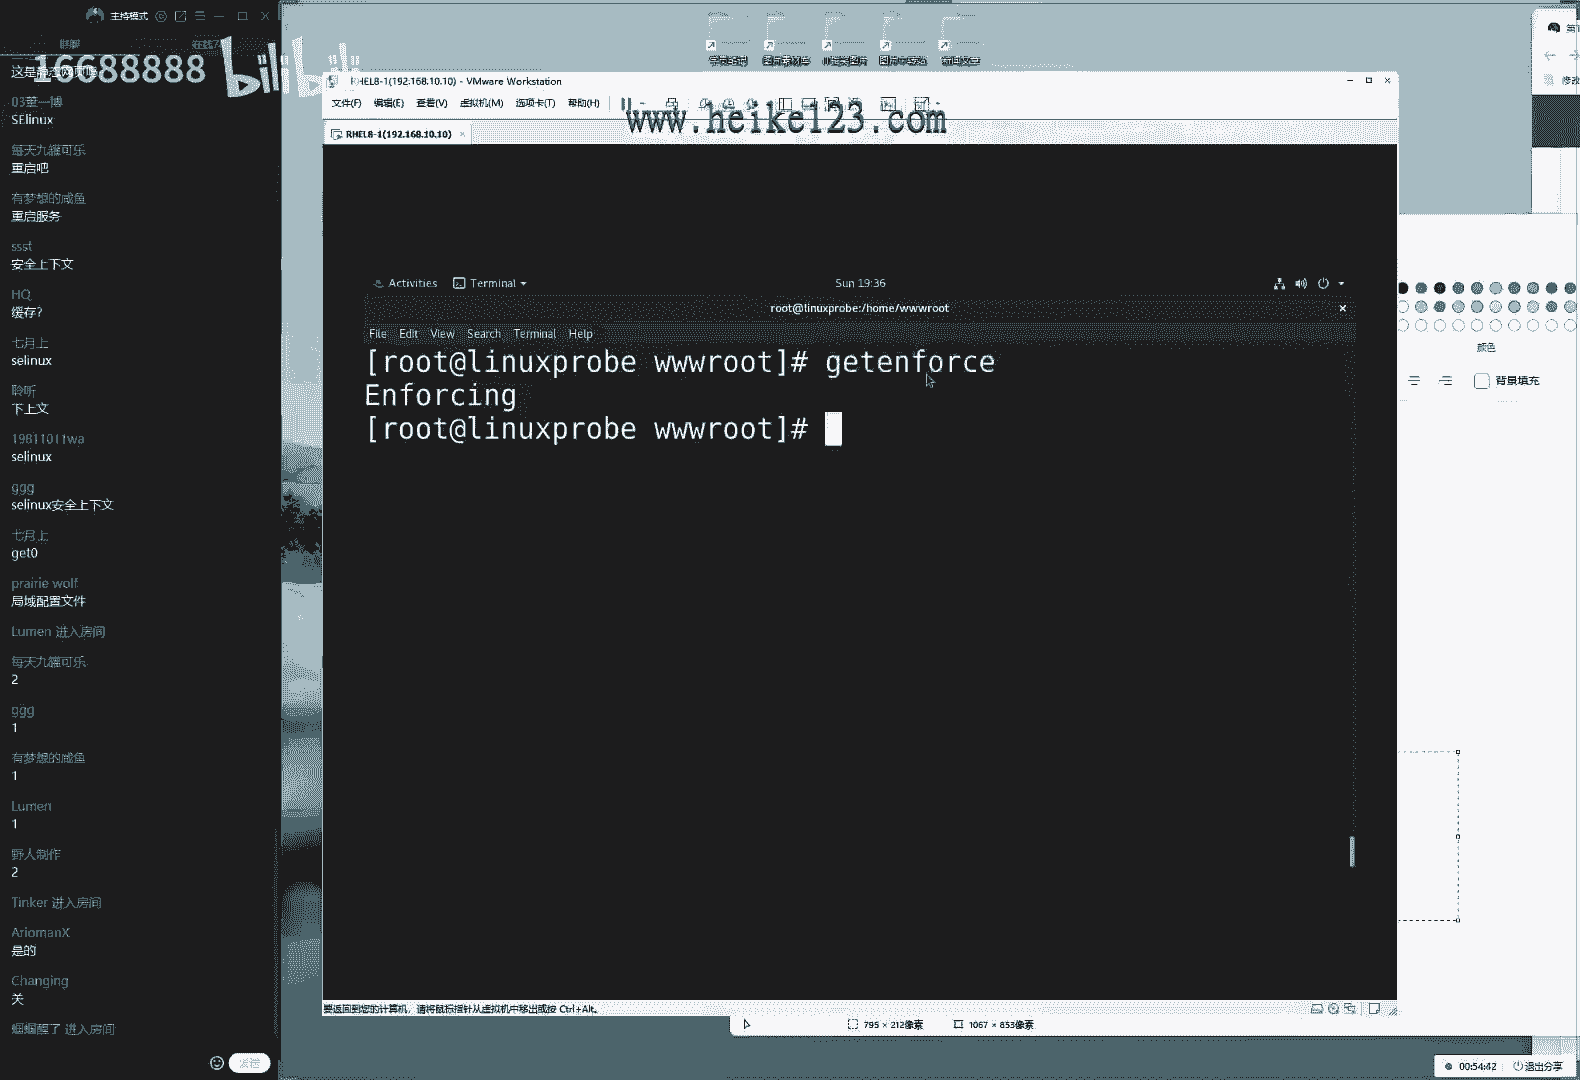 主持模式
16688888
bilibili
03董一博
SElinux
每天九罐可乐
重启吧
有梦想的咸鱼
重启服务
ssst
安全上下文
HQ
缓存?
七月上
selinux
聆听
下上文
19811011wa
selinux
ggg
selinux安全上下文
七月上
get0
prairie wolf
局域配置文件
Lumen 进入房间
每天九罐可乐
2
ggg
1
有梦想的咸鱼
1
Lumen
1
野人制作
2
Tinker 进入房间
AriomanX
是的
Changing
关
蝈蝈醒了 进入房间
发送
RHEL8-1(192.168.10.10) - VMware Workstation
文件(F) 编辑(E) 查看(V) 虚拟机(M) 选项卡(T) 帮助(H)
www.heike123.com
RHEL8-1(192.168.10.10) ×
Activities Terminal Sun 19:36
root@linuxprobe:/home/wwwroot
File Edit View Search Terminal Help
[root@linuxprobe wwwroot]# getenforce
Enforcing
[root@linuxprobe wwwroot]#
要返回到您的计算机，请将鼠标指针从虚拟机中移出或按 Ctrl+Alt。
795 × 212像素 1067 × 853像素
修改
颜色
背景填充
00:54:42 退出分享